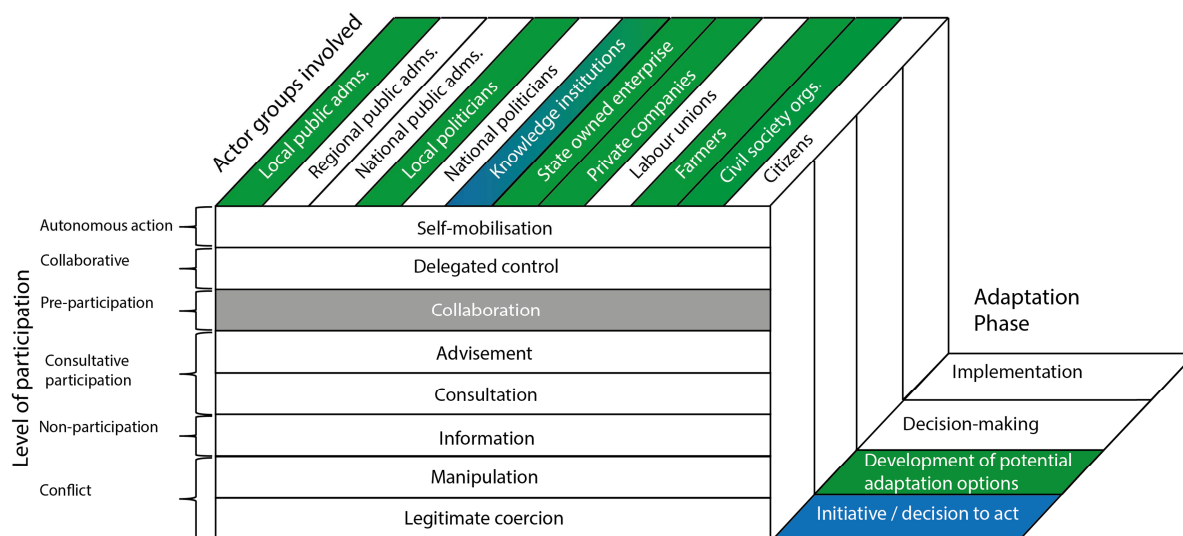 Actor groups involved
Local public adms.
Regional public adms.
National public adms.
Local politicians
National politicians
Knowledge institutions
State owned enterprise
Private companies
Labour unions
Farmers
Civil society orgs.
Citizens
Level of participation
Autonomous action
Self-mobilisation
Collaborative
Delegated control
Pre-participation
Collaboration
Consultative
participation
Advisement
Consultation
Non-participation
Information
Conflict
Manipulation
Legitimate coercion
Adaptation
Phase
Implementation
Decision-making
Development of potential
adaptation options
Initiative / decision to act